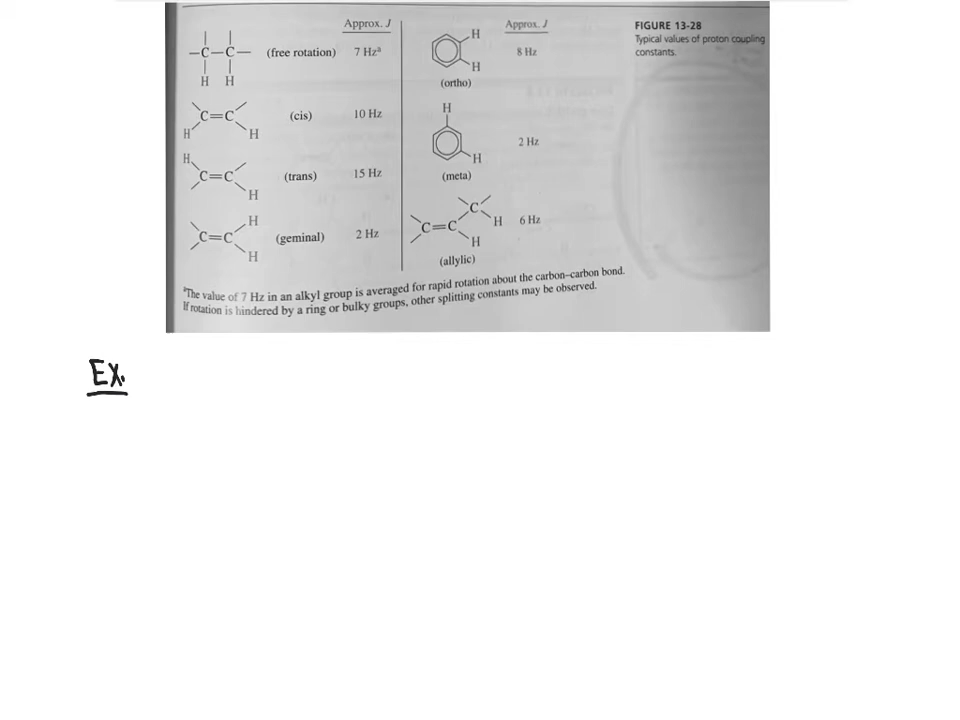 Approx. J
-C-C- (free rotation) 7 Hzª
H H
C=C (cis) 10 Hz
H H
H
C=C (trans) 15 Hz
H
H
C=C (geminal) 2 Hz
H
Approx. J
H
8 Hz
H
(ortho)
H
2 Hz
H
(meta)
C
C=C H 6 Hz
H
(allylic)
FIGURE 13-28
Typical values of proton coupling
constants.
ªThe value of 7 Hz in an alkyl group is averaged for rapid rotation about the carbon–carbon bond.
If rotation is hindered by a ring or bulky groups, other splitting constants may be observed.
Ex.